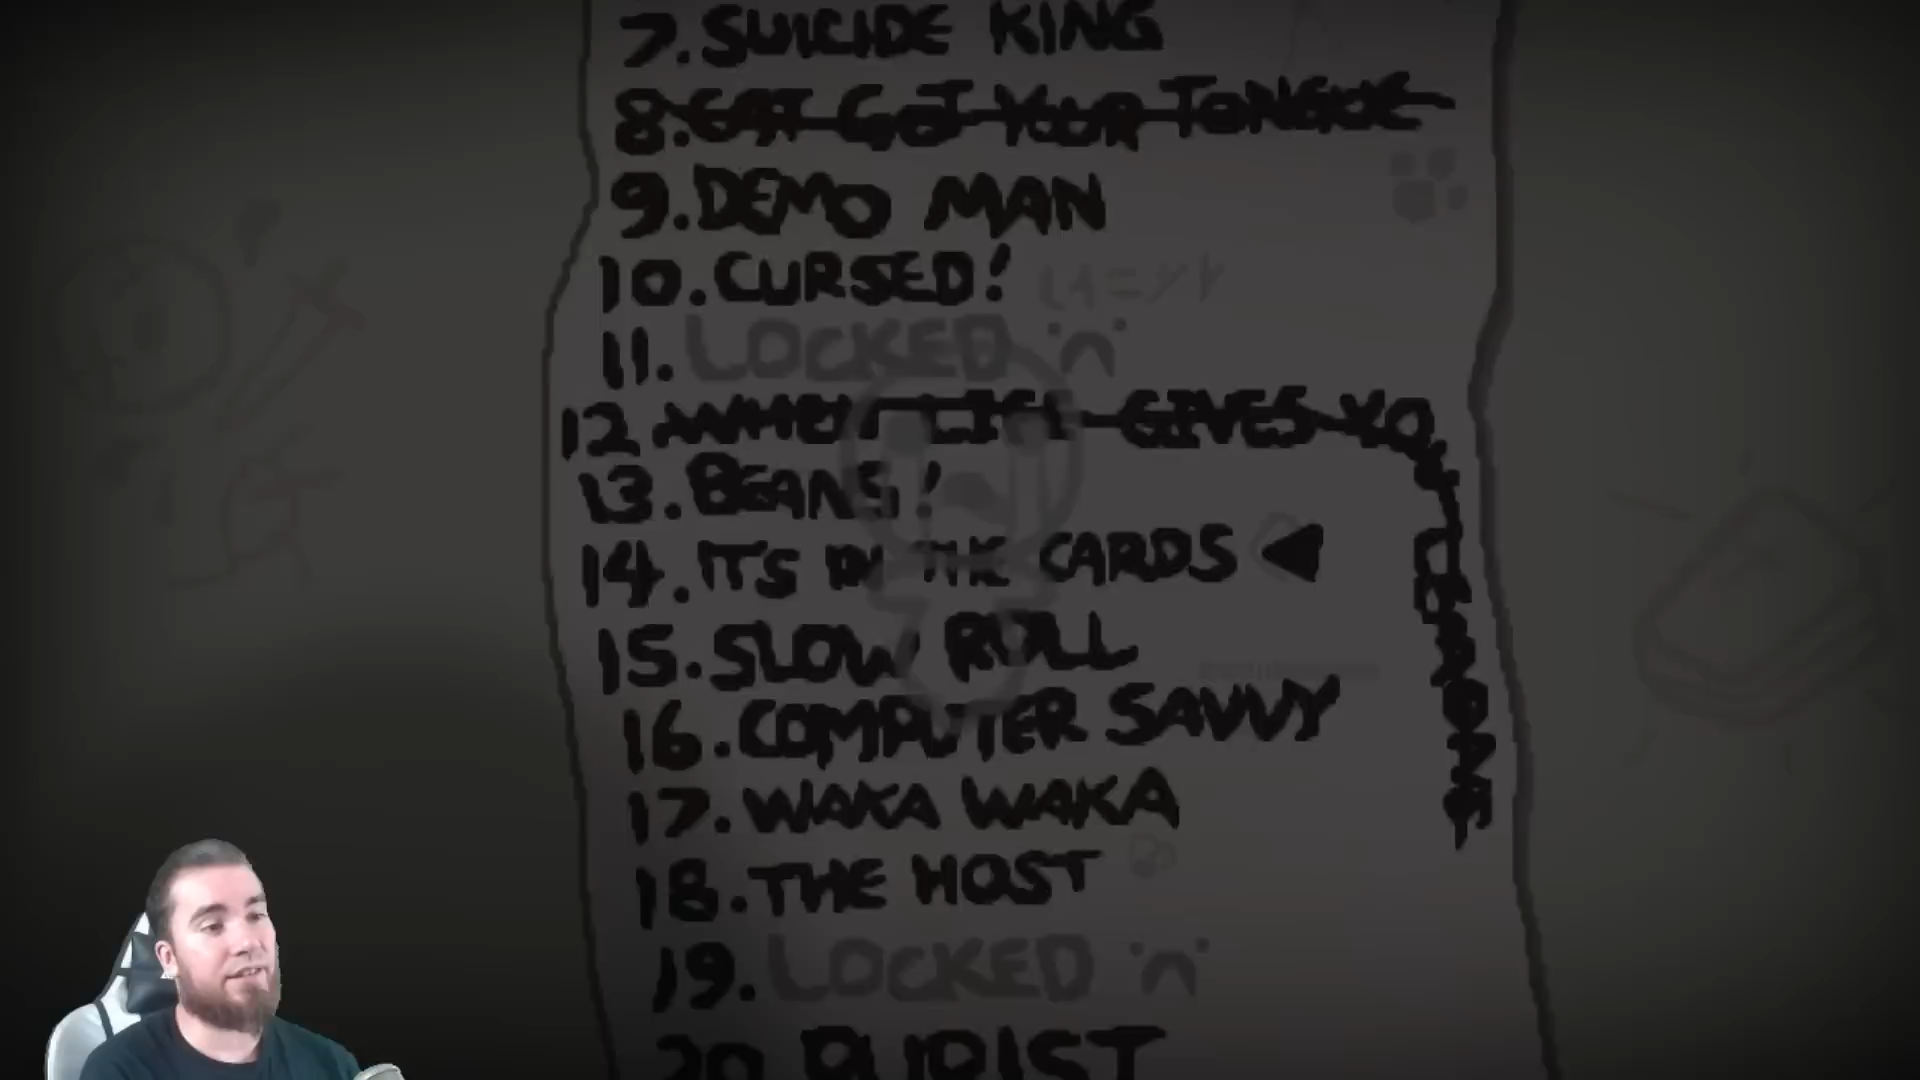 7. SUICIDE KING
8. CAT GOT YOUR TONGUE
9. DEMO MAN
10. CURSED!
11. LOCKED
12 WHEN LIFE GIVES YOU LEMONS
13. BEANS!
14. IT'S IN THE CARDS
15. SLOW ROLL
16. COMPUTER SAVVY
17. WAKA WAKA
18. THE HOST
19. LOCKED
20 PURIST